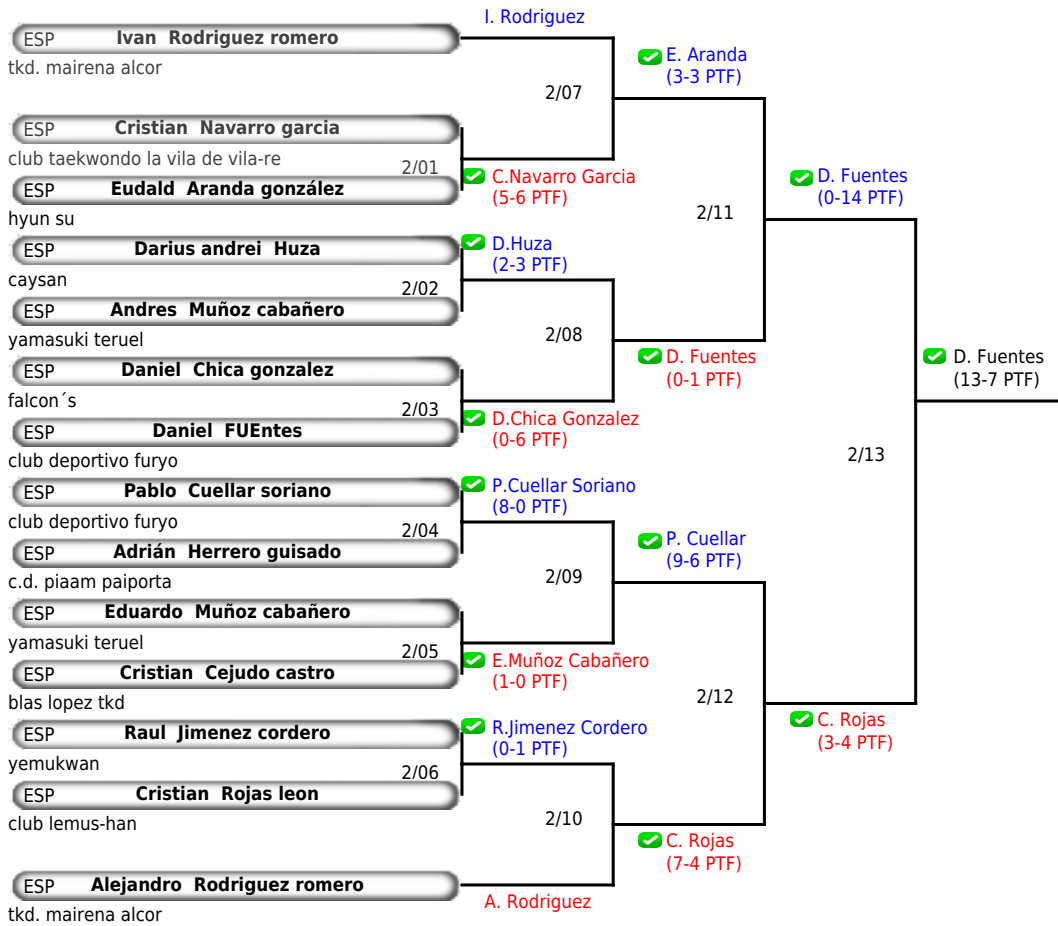 I. Rodriguez
ESP Ivan Rodriguez romero
tkd. mairena alcor
E. Aranda
(3-3 PTF)
2/07
ESP Cristian Navarro garcia
club taekwondo la vila de vila-re
2/01
C.Navarro Garcia
(5-6 PTF)
ESP Eudald Aranda gonzález
hyun su
D. Fuentes
(0-14 PTF)
2/11
ESP Darius andrei Huza
caysan
D.Huza
(2-3 PTF)
2/02
ESP Andres Muñoz cabañero
yamasuki teruel
2/08
ESP Daniel Chica gonzalez
falcon´s
D. Fuentes
(0-1 PTF)
D. Fuentes
(13-7 PTF)
2/03
D.Chica Gonzalez
(0-6 PTF)
ESP Daniel FUEntes
club deportivo furyo
2/13
ESP Pablo Cuellar soriano
club deportivo furyo
P.Cuellar Soriano
(8-0 PTF)
2/04
ESP Adrián Herrero guisado
c.d. piaam paiporta
P. Cuellar
(9-6 PTF)
2/09
ESP Eduardo Muñoz cabañero
yamasuki teruel
2/05
E.Muñoz Cabañero
(1-0 PTF)
ESP Cristian Cejudo castro
blas lopez tkd
2/12
C. Rojas
(3-4 PTF)
ESP Raul Jimenez cordero
yemukwan
R.Jimenez Cordero
(0-1 PTF)
2/06
ESP Cristian Rojas leon
club lemus-han
2/10
C. Rojas
(7-4 PTF)
ESP Alejandro Rodriguez romero
tkd. mairena alcor
A. Rodriguez